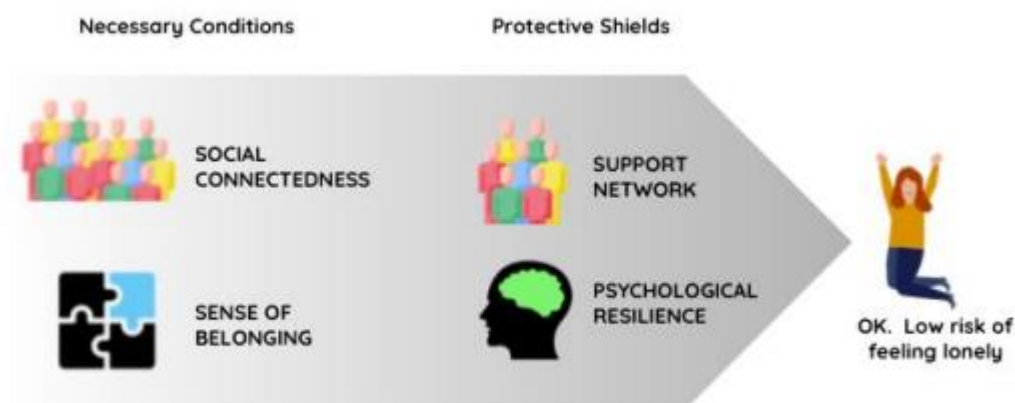 Necessary Conditions
Protective Shields
SOCIAL
CONNECTEDNESS
SUPPORT
NETWORK
SENSE OF
BELONGING
PSYCHOLOGICAL
RESILIENCE
OK. Low risk of
feeling lonely